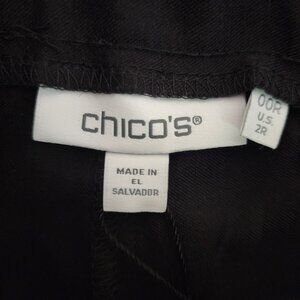 chico's®
MADE IN
EL
SALVADOR
00R
U.S.
2R